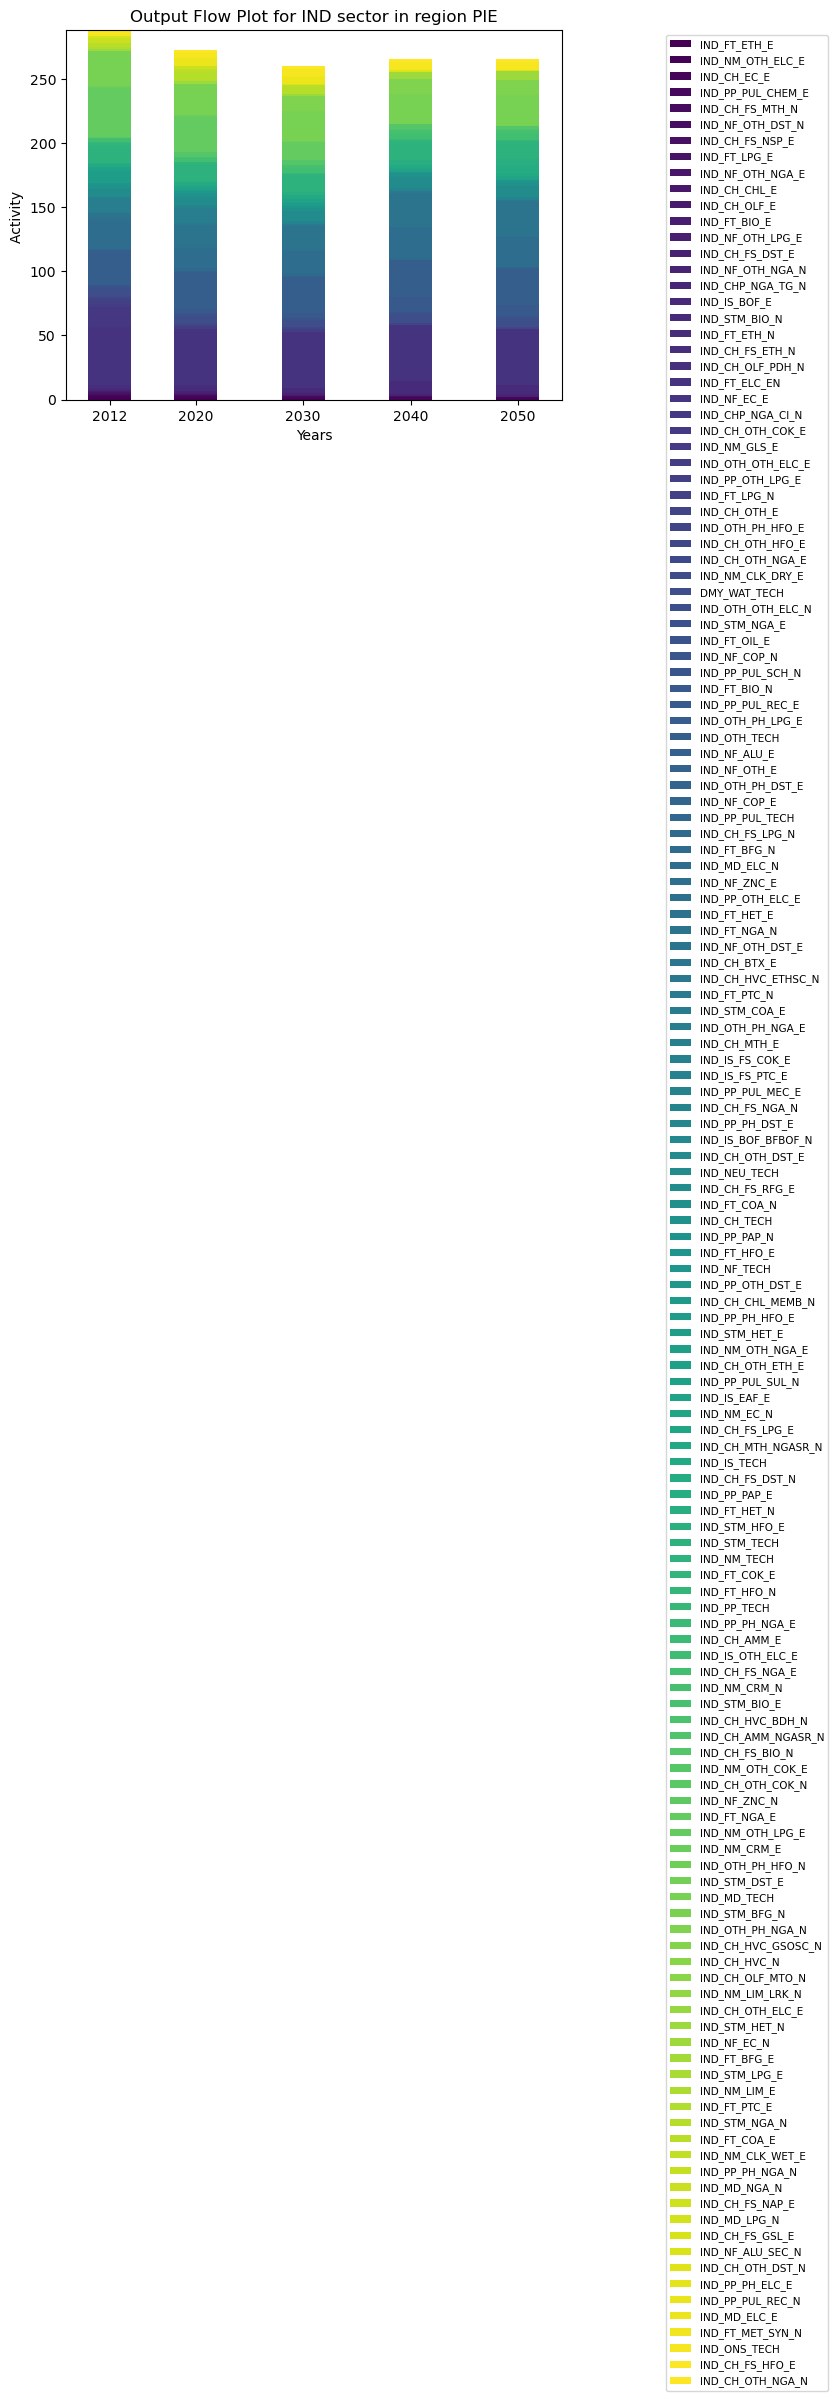 Output Flow Plot for IND sector in region PIE
250
200
150
100
50
0
Activity
2012
2020
2030
2040
2050
Years
IND_FT_ETH_E
IND_NM_OTH_ELC_E
IND_CH_EC_E
IND_PP_PUL_CHEM_E
IND_CH_FS_MTH_N
IND_NF_OTH_DST_N
IND_CH_FS_NSP_E
IND_FT_LPG_E
IND_NF_OTH_NGA_E
IND_CH_CHL_E
IND_CH_OLF_E
IND_FT_BIO_E
IND_NF_OTH_LPG_E
IND_CH_FS_DST_E
IND_NF_OTH_NGA_N
IND_CHP_NGA_TG_N
IND_IS_BOF_E
IND_STM_BIO_N
IND_FT_ETH_N
IND_CH_FS_ETH_N
IND_CH_OLF_PDH_N
IND_FT_ELC_EN
IND_NF_EC_E
IND_CHP_NGA_CI_N
IND_CH_OTH_COK_E
IND_NM_GLS_E
IND_OTH_OTH_ELC_E
IND_PP_OTH_LPG_E
IND_FT_LPG_N
IND_CH_OTH_E
IND_OTH_PH_HFO_E
IND_CH_OTH_HFO_E
IND_CH_OTH_NGA_E
IND_NM_CLK_DRY_E
DMY_WAT_TECH
IND_OTH_OTH_ELC_N
IND_STM_NGA_E
IND_FT_OIL_E
IND_NF_COP_N
IND_PP_PUL_SCH_N
IND_FT_BIO_N
IND_PP_PUL_REC_E
IND_OTH_PH_LPG_E
IND_OTH_TECH
IND_NF_ALU_E
IND_NF_OTH_E
IND_OTH_PH_DST_E
IND_NF_COP_E
IND_PP_PUL_TECH
IND_CH_FS_LPG_N
IND_FT_BFG_N
IND_MD_ELC_N
IND_NF_ZNC_E
IND_PP_OTH_ELC_E
IND_FT_HET_E
IND_FT_NGA_N
IND_NF_OTH_DST_E
IND_CH_BTX_E
IND_CH_HVC_ETHSC_N
IND_FT_PTC_N
IND_STM_COA_E
IND_OTH_PH_NGA_E
IND_CH_MTH_E
IND_IS_FS_COK_E
IND_IS_FS_PTC_E
IND_PP_PUL_MEC_E
IND_CH_FS_NGA_N
IND_PP_PH_DST_E
IND_IS_BOF_BFBOF_N
IND_CH_OTH_DST_E
IND_NEU_TECH
IND_CH_FS_RFG_E
IND_FT_COA_N
IND_CH_TECH
IND_PP_PAP_N
IND_FT_HFO_E
IND_NF_TECH
IND_PP_OTH_DST_E
IND_CH_CHL_MEMB_N
IND_PP_PH_HFO_E
IND_STM_HET_E
IND_NM_OTH_NGA_E
IND_CH_OTH_ETH_E
IND_PP_PUL_SUL_N
IND_IS_EAF_E
IND_NM_EC_N
IND_CH_FS_LPG_E
IND_CH_MTH_NGASR_N
IND_IS_TECH
IND_CH_FS_DST_N
IND_PP_PAP_E
IND_FT_HET_N
IND_STM_HFO_E
IND_STM_TECH
IND_NM_TECH
IND_FT_COK_E
IND_FT_HFO_N
IND_PP_TECH
IND_PP_PH_NGA_E
IND_CH_AMM_E
IND_IS_OTH_ELC_E
IND_CH_FS_NGA_E
IND_NM_CRM_N
IND_STM_BIO_E
IND_CH_HVC_BDH_N
IND_CH_AMM_NGASR_N
IND_CH_FS_BIO_N
IND_NM_OTH_COK_E
IND_CH_OTH_COK_N
IND_NF_ZNC_N
IND_FT_NGA_E
IND_NM_OTH_LPG_E
IND_NM_CRM_E
IND_OTH_PH_HFO_N
IND_STM_DST_E
IND_MD_TECH
IND_STM_BFG_N
IND_OTH_PH_NGA_N
IND_CH_HVC_GSOSC_N
IND_CH_HVC_N
IND_CH_OLF_MTO_N
IND_NM_LIM_LRK_N
IND_CH_OTH_ELC_E
IND_STM_HET_N
IND_NF_EC_N
IND_FT_BFG_E
IND_STM_LPG_E
IND_NM_LIM_E
IND_FT_PTC_E
IND_STM_NGA_N
IND_FT_COA_E
IND_NM_CLK_WET_E
IND_PP_PH_NGA_N
IND_MD_NGA_N
IND_CH_FS_NAP_E
IND_MD_LPG_N
IND_CH_FS_GSL_E
IND_NF_ALU_SEC_N
IND_CH_OTH_DST_N
IND_PP_PH_ELC_E
IND_PP_PUL_REC_N
IND_MD_ELC_E
IND_FT_MET_SYN_N
IND_ONS_TECH
IND_CH_FS_HFO_E
IND_CH_OTH_NGA_N